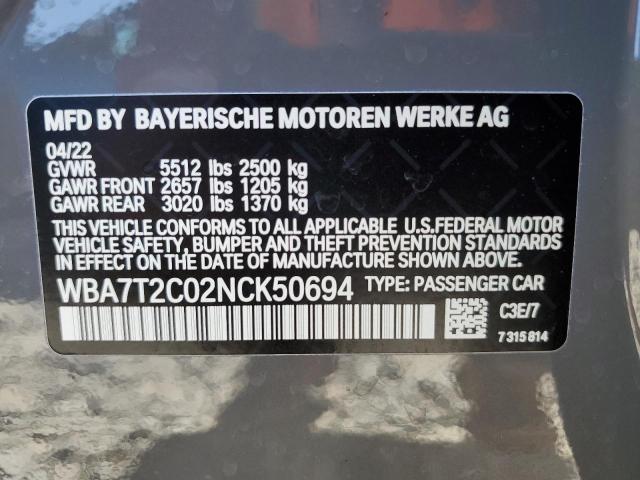 MFD BY BAYERISCHE MOTOREN WERKE AG
04/22
GVWR 5512 lbs 2500 kg
GAWR FRONT 2657 lbs 1205 kg
GAWR REAR 3020 lbs 1370 kg
THIS VEHICLE CONFORMS TO ALL APPLICABLE U.S.FEDERAL MOTOR
VEHICLE SAFETY, BUMPER AND THEFT PREVENTION STANDARDS
IN EFFECT ON THE DATE OF MANUFACTURE SHOWN ABOVE.
WBA7T2C02NCK50694 TYPE: PASSENGER CAR
C3E/7
7 315 814